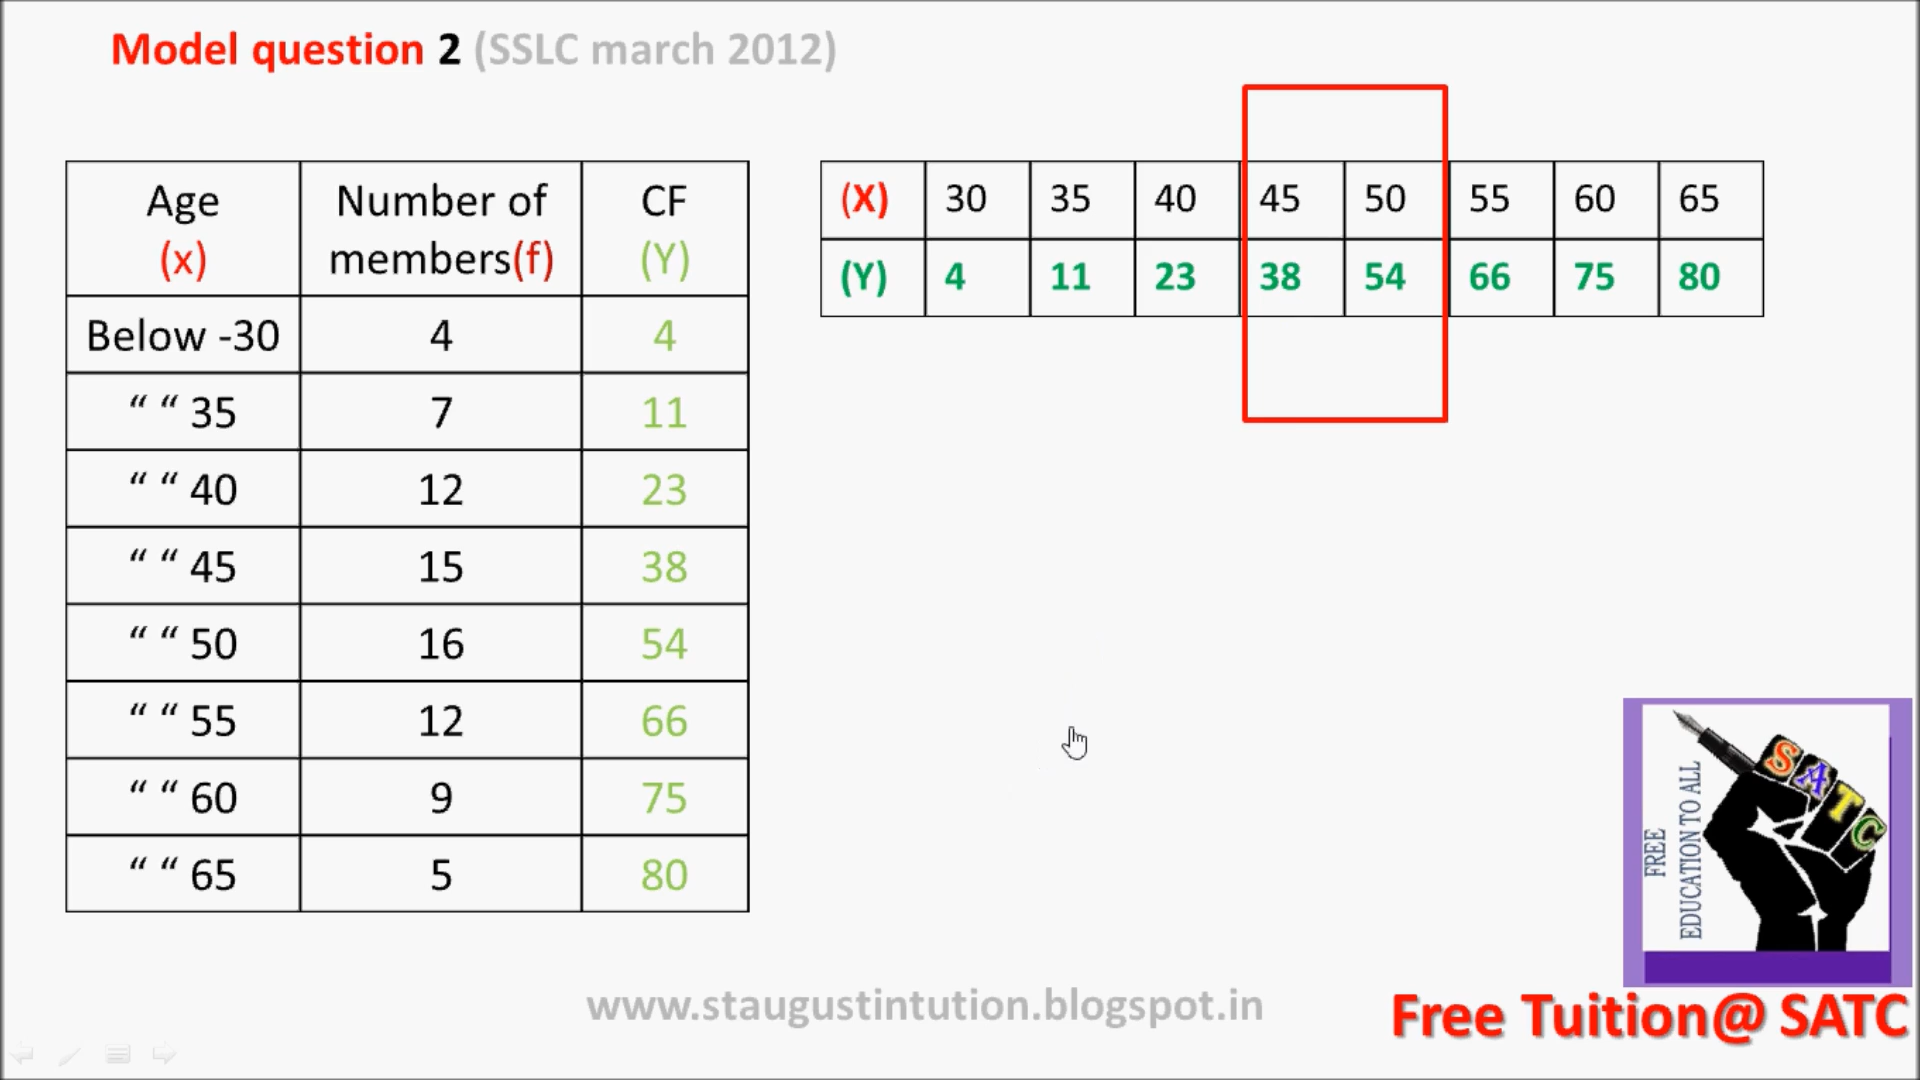 Model question 2 (SSLC march 2012)
Age Number of CF
(x) members(f) (Y)
Below -30 4 4
“ “ 35 7 11
“ “ 40 12 23
“ “ 45 15 38
“ “ 50 16 54
“ “ 55 12 66
“ “ 60 9 75
“ “ 65 5 80
(X) 30 35 40 45 50 55 60 65
(Y) 4 11 23 38 54 66 75 80
FREE
EDUCATION TO ALL
SATC
www.staugustintution.blogspot.in
Free Tuition@ SATC